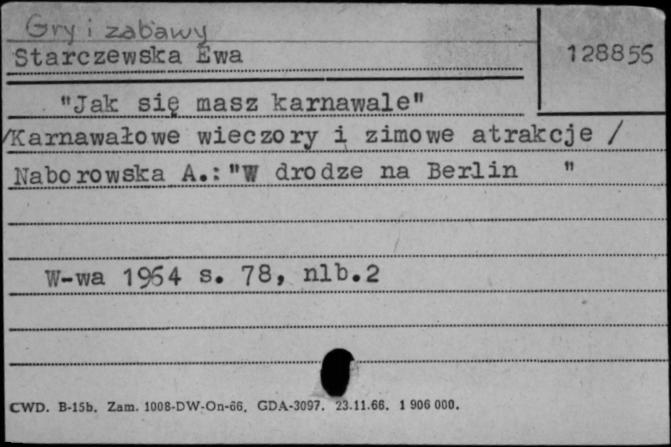 Gry i zabawy
Starczewska Ewa
128855
"Jak się masz karnawale"
/Karnawałowe wieczory i zimowe atrakcje /
Naborowska A.: "W drodze na Berlin "
W-wa 1964 s. 78, nlb.2
CWD. B-15b. Zam. 1008-DW-On-66. GDA-3097. 23.11.66. 1 906 000.